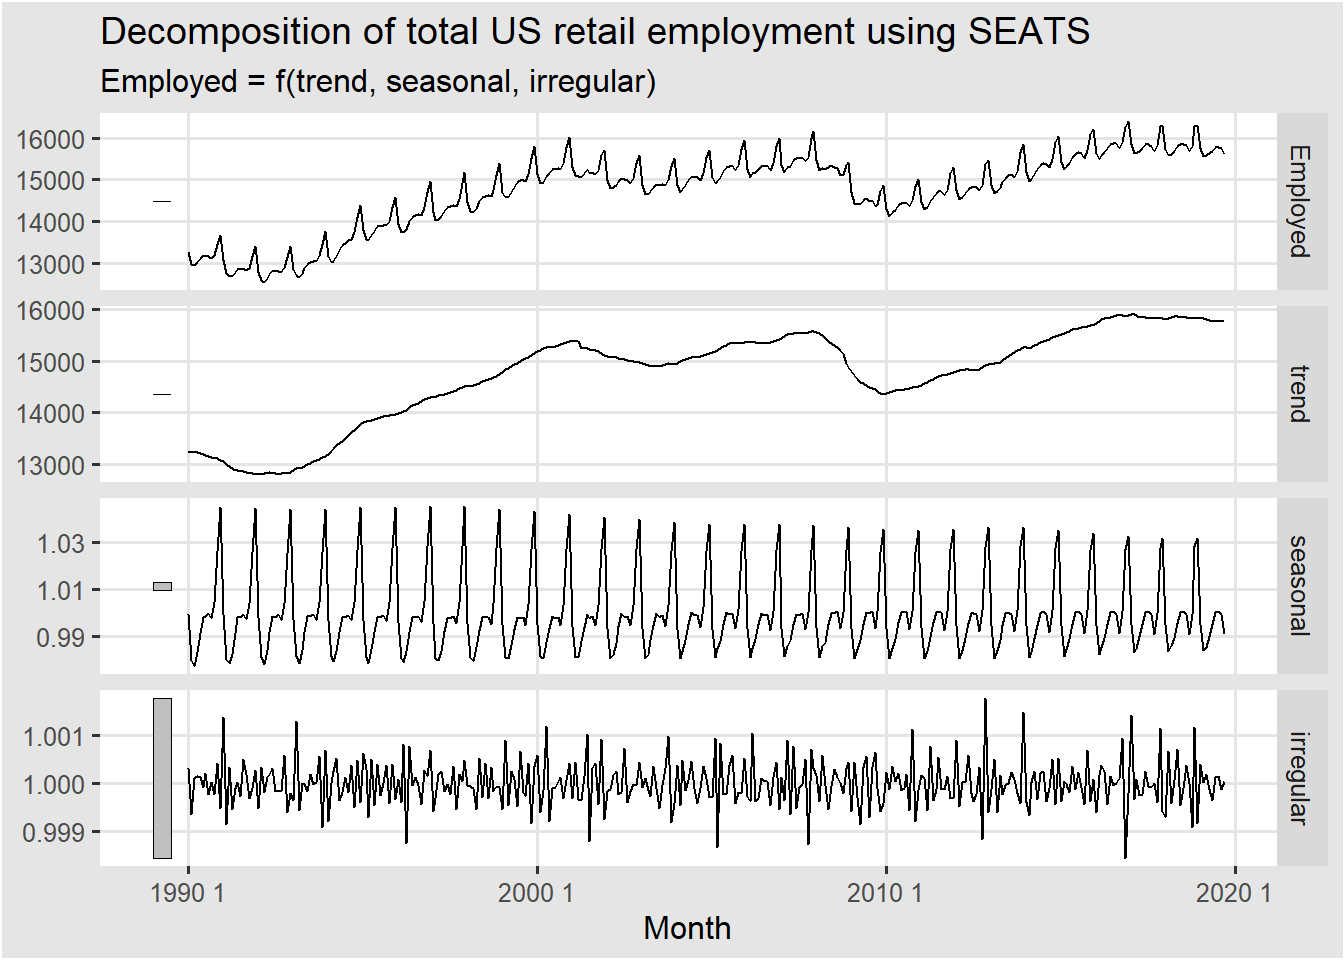 Decomposition of total US retail employment using SEATS
Employed = f(trend, seasonal, irregular)
16000
15000
14000
13000
Employed
16000
15000
14000
13000
trend
1.03
1.01
0.99
seasonal
1.001
1.000
0.999
irregular
1990 1 2000 1 2010 1 2020 1
Month